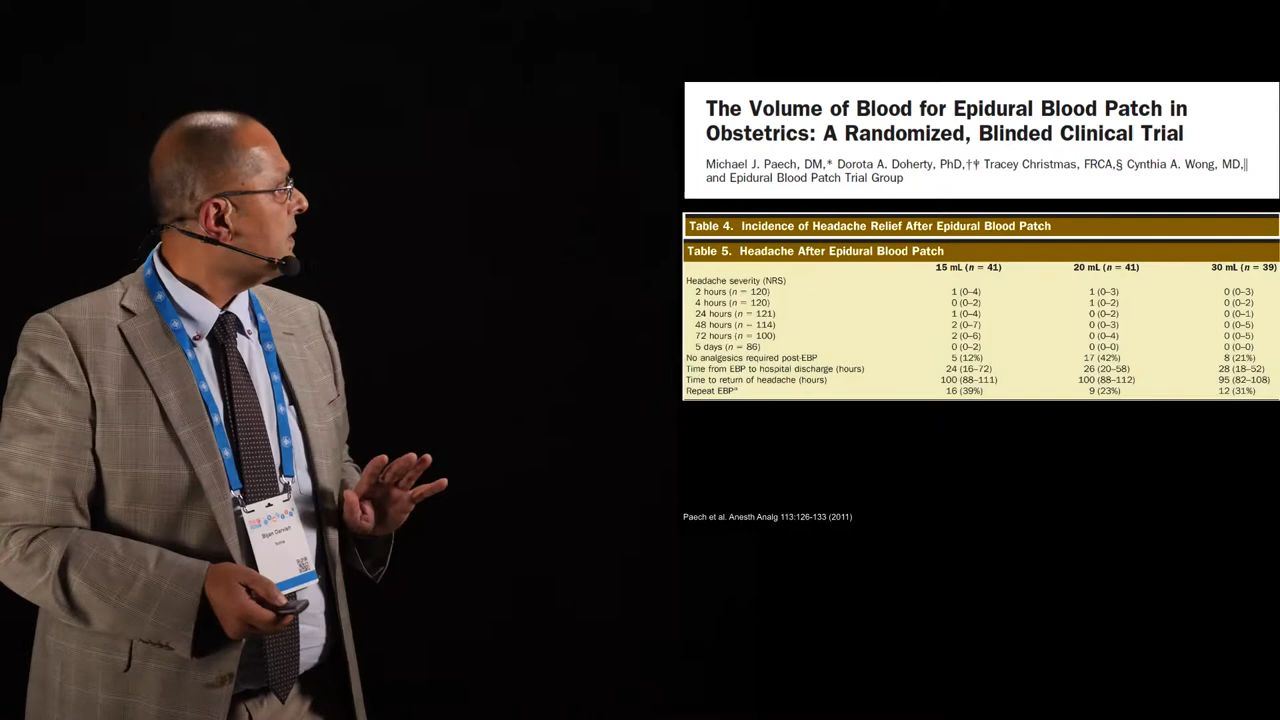 The Volume of Blood for Epidural Blood Patch in
Obstetrics: A Randomized, Blinded Clinical Trial
Michael J. Paech, DM,* Dorota A. Doherty, PhD,†‡ Tracey Christmas, FRCA,§ Cynthia A. Wong, MD,‖
and Epidural Blood Patch Trial Group
Table 4. Incidence of Headache Relief After Epidural Blood Patch
Table 5. Headache After Epidural Blood Patch
15 mL (n = 41) 20 mL (n = 41) 30 mL (n = 39)
Headache severity (NRS)
2 hours (n = 120) 1 (0–4) 1 (0–3) 0 (0–3)
4 hours (n = 120) 0 (0–2) 1 (0–2) 0 (0–2)
24 hours (n = 121) 1 (0–4) 0 (0–2) 0 (0–1)
48 hours (n = 114) 2 (0–7) 0 (0–3) 0 (0–5)
72 hours (n = 100) 2 (0–6) 0 (0–4) 0 (0–5)
5 days (n = 86) 0 (0–2) 0 (0–0) 0 (0–0)
No analgesics required post-EBP 5 (12%) 17 (42%) 8 (21%)
Time from EBP to hospital discharge (hours) 24 (16–72) 26 (20–58) 28 (18–52)
Time to return of headache (hours) 100 (88–111) 100 (88–112) 95 (82–108)
Repeat EBPᵃ 16 (39%) 9 (23%) 12 (31%)
Paech et al. Anesth Analg 113:126-133 (2011)
Bijan Darvish